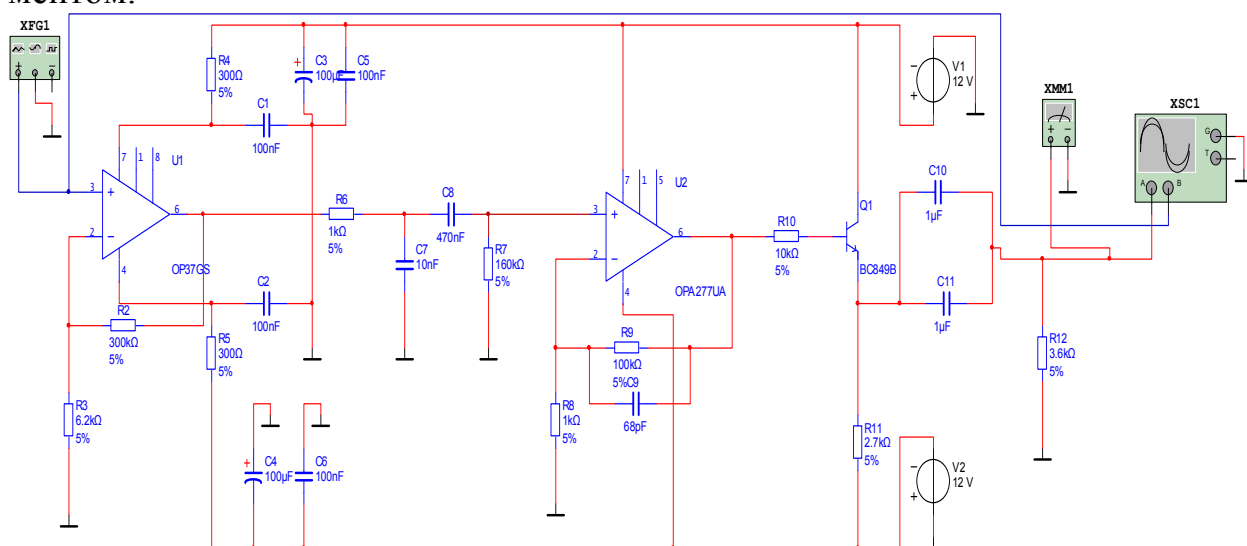 ментом.
XFG1
+
−
R4
300Ω
5%
+
C3
100µF
C5
100nF
C1
100nF
7
1
8
U1
3
+
6
2
−
4
OP37GS
C2
100nF
R2
300kΩ
5%
R5
300Ω
5%
R3
6.2kΩ
5%
+
C4
100µF
C6
100nF
R6
1kΩ
5%
C8
470nF
C7
10nF
R7
160kΩ
5%
7
1
5
U2
3
+
6
2
−
4
OPA277UA
R9
100kΩ
5%
C9
68pF
R8
1kΩ
5%
R10
10kΩ
5%
Q1
BC849B
R11
2.7kΩ
5%
V1
12 V
−
+
C10
1µF
C11
1µF
V2
12 V
−
+
XMM1
+
−
R12
3.6kΩ
5%
XSC1
G
T
A
B